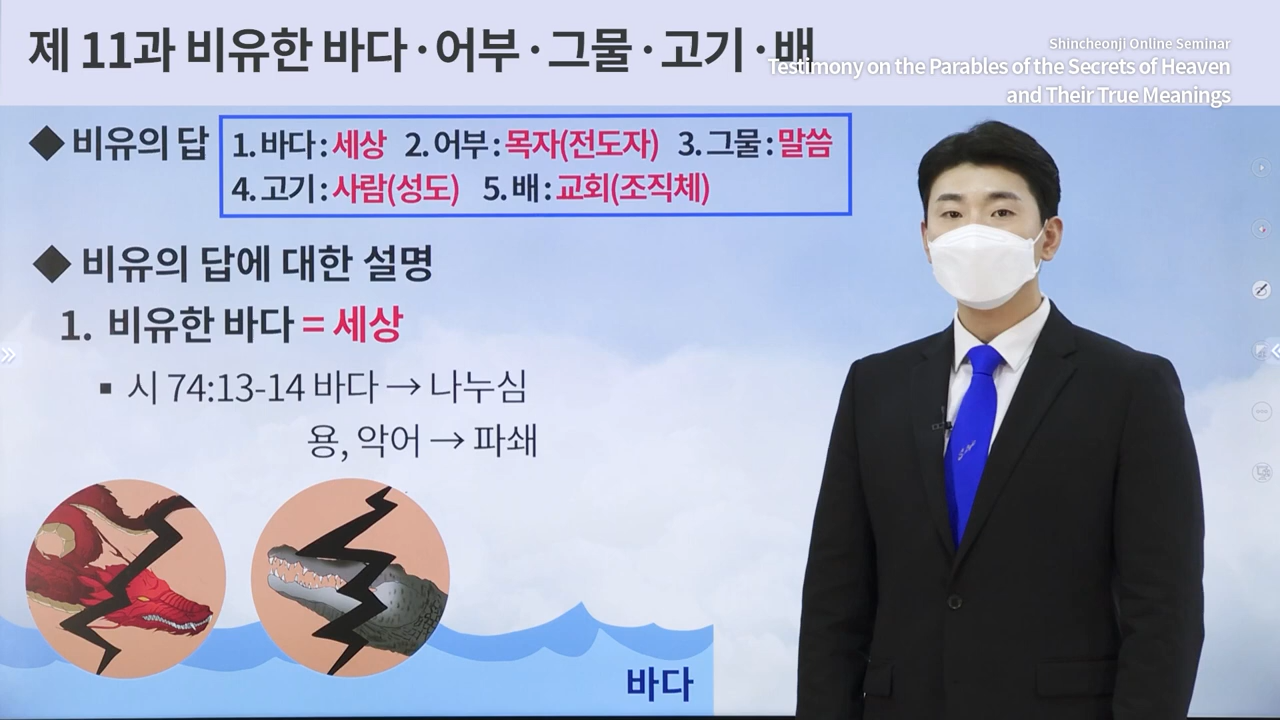 제 11과 비유한 바다·어부·그물·고기·배
Shincheonji Online Seminar
Testimony on the Parables of the Secrets of Heaven
and Their True Meanings
◆ 비유의 답
1. 바다 : 세상 2. 어부 : 목자(전도자) 3. 그물 : 말씀
4. 고기 : 사람(성도) 5. 배 : 교회(조직체)
◆ 비유의 답에 대한 설명
1. 비유한 바다 = 세상
▪ 시 74:13-14 바다 → 나누심
용, 악어 → 파쇄
바다